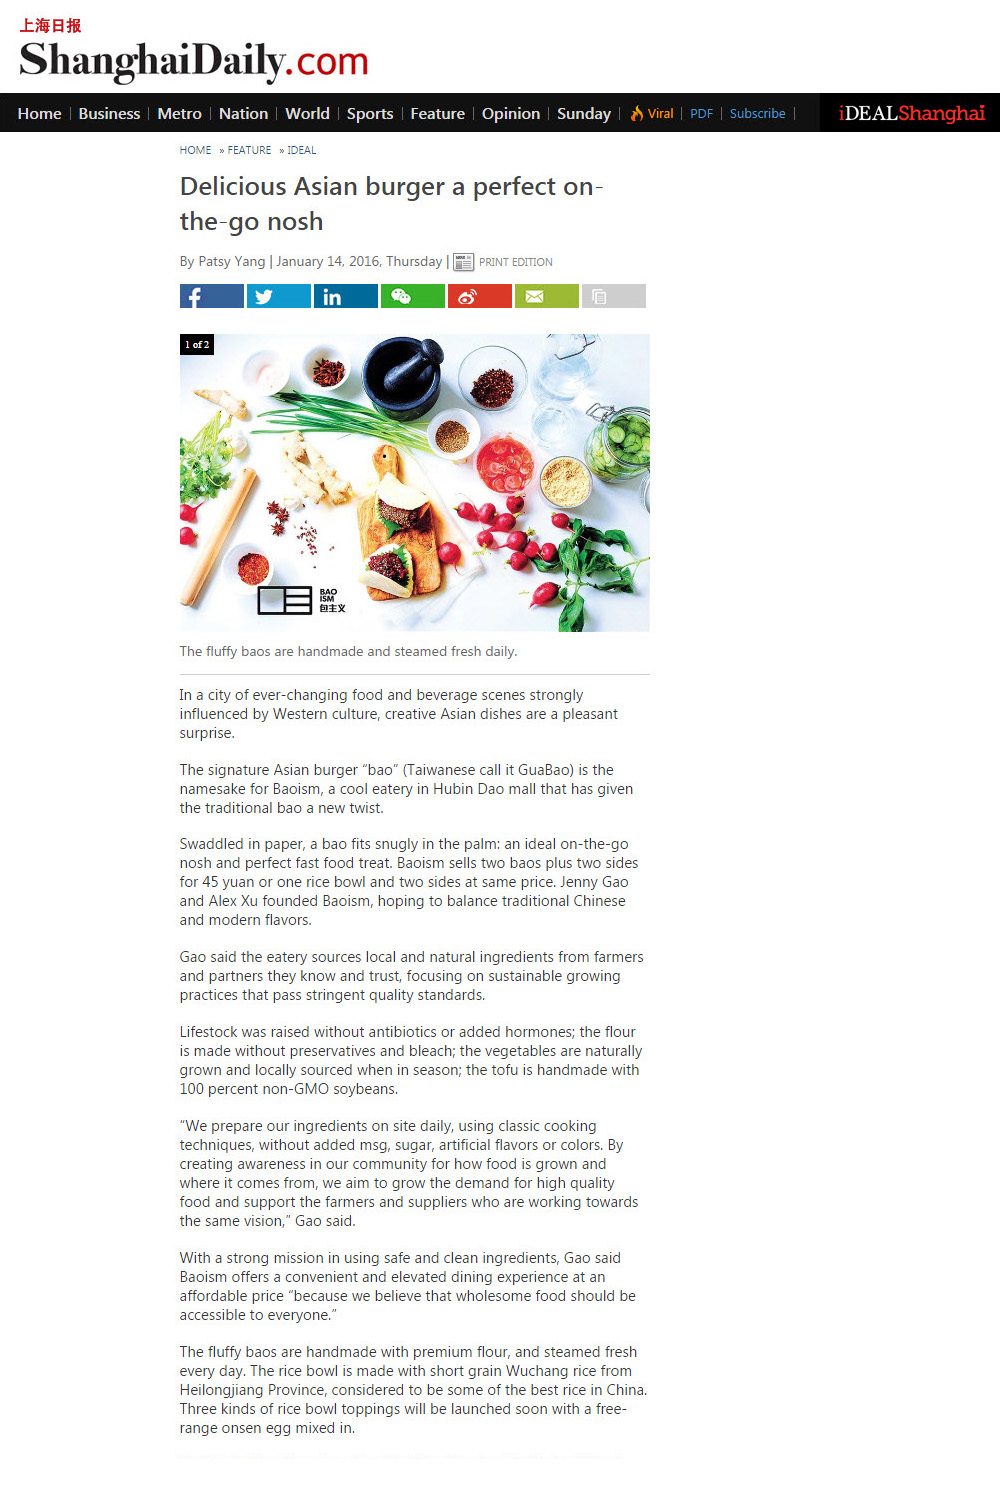 上海日报
ShanghaiDaily.com
Home Business Metro Nation World Sports Feature Opinion Sunday Viral PDF Subscribe iDEALShanghai
HOME » FEATURE » IDEAL
Delicious Asian burger a perfect on-
the-go nosh
By Patsy Yang | January 14, 2016, Thursday | PRINT EDITION
1 of 2
BAO
ISM
包主义
The fluffy baos are handmade and steamed fresh daily.
In a city of ever-changing food and beverage scenes strongly
influenced by Western culture, creative Asian dishes are a pleasant
surprise.
The signature Asian burger “bao” (Taiwanese call it GuaBao) is the
namesake for Baoism, a cool eatery in Hubin Dao mall that has given
the traditional bao a new twist.
Swaddled in paper, a bao fits snugly in the palm: an ideal on-the-go
nosh and perfect fast food treat. Baoism sells two baos plus two sides
for 45 yuan or one rice bowl and two sides at same price. Jenny Gao
and Alex Xu founded Baoism, hoping to balance traditional Chinese
and modern flavors.
Gao said the eatery sources local and natural ingredients from farmers
and partners they know and trust, focusing on sustainable growing
practices that pass stringent quality standards.
Lifestock was raised without antibiotics or added hormones; the flour
is made without preservatives and bleach; the vegetables are naturally
grown and locally sourced when in season; the tofu is handmade with
100 percent non-GMO soybeans.
“We prepare our ingredients on site daily, using classic cooking
techniques, without added msg, sugar, artificial flavors or colors. By
creating awareness in our community for how food is grown and
where it comes from, we aim to grow the demand for high quality
food and support the farmers and suppliers who are working towards
the same vision,” Gao said.
With a strong mission in using safe and clean ingredients, Gao said
Baoism offers a convenient and elevated dining experience at an
affordable price “because we believe that wholesome food should be
accessible to everyone.”
The fluffy baos are handmade with premium flour, and steamed fresh
every day. The rice bowl is made with short grain Wuchang rice from
Heilongjiang Province, considered to be some of the best rice in China.
Three kinds of rice bowl toppings will be launched soon with a free-
range onsen egg mixed in.